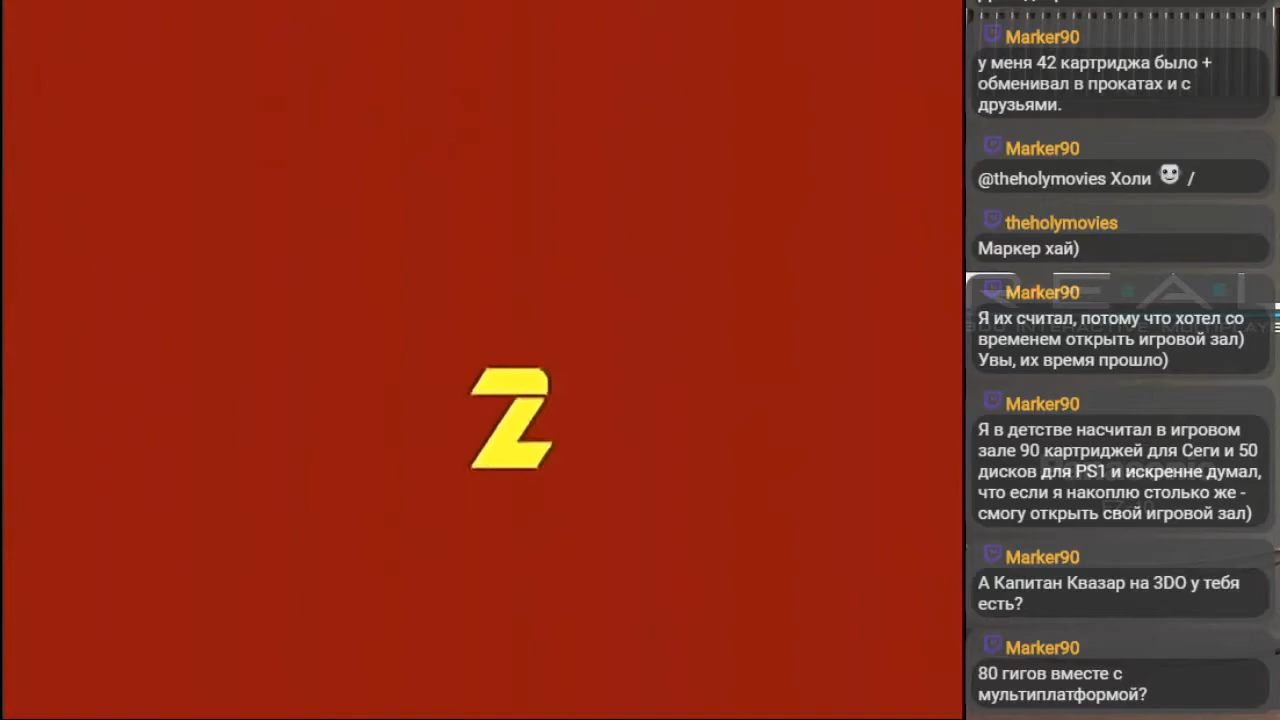 2
Marker90
у меня 42 картриджа было +
обменивал в прокатах и с
друзьями.
Marker90
@theholymovies Холи /
theholymovies
Маркер хай)
REAL
Marker90
Я их считал, потому что хотел со
временем открыть игровой зал)
Увы, их время прошло)
Marker90
Я в детстве насчитал в игровом
зале 90 картриджей для Сеги и 50
дисков для PS1 и искренне думал,
что если я накоплю столько же -
смогу открыть свой игровой зал)
Marker90
А Капитан Квазар на 3DO у тебя
есть?
Marker90
80 гигов вместе с
мультиплатформой?